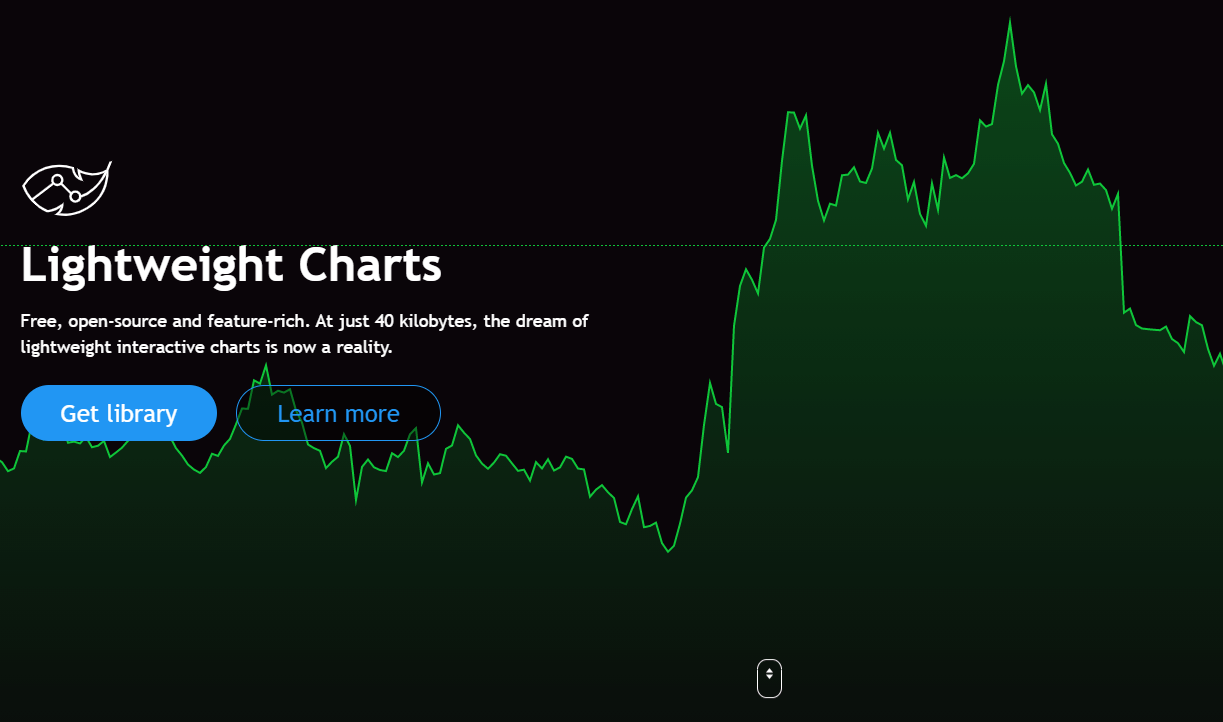 Lightweight Charts
Free, open-source and feature-rich. At just 40 kilobytes, the dream of
lightweight interactive charts is now a reality.
Get library
Learn more